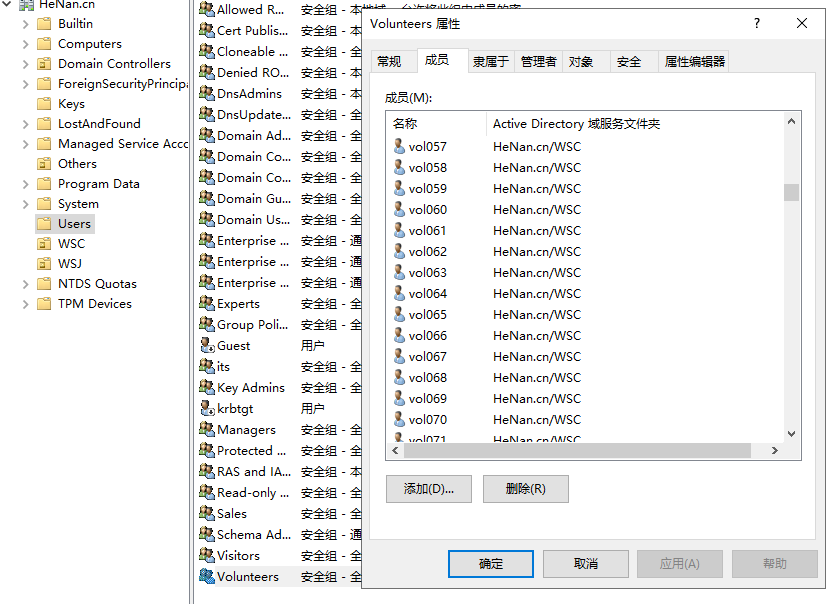 HeNan.cn
Builtin
Computers
Domain Controllers
ForeignSecurityPrincipa
Keys
LostAndFound
Managed Service Acco
Others
Program Data
System
Users
WSC
WSJ
NTDS Quotas
TPM Devices
Allowed R... 安全组 - 本地域
Cert Publis... 安全组 - 本
Cloneable ... 安全组 - 全
Denied RO... 安全组 - 本
DnsAdmins 安全组 - 本
DnsUpdate... 安全组 - 全
Domain Ad... 安全组 - 全
Domain Co... 安全组 - 全
Domain Co... 安全组 - 全
Domain Gu... 安全组 - 全
Domain Us... 安全组 - 全
Enterprise ... 安全组 - 通
Enterprise ... 安全组 - 通
Enterprise ... 安全组 - 通
Experts 安全组 - 全
Group Poli... 安全组 - 全
Guest 用户
its 安全组 - 全
Key Admins 安全组 - 全
krbtgt 用户
Managers 安全组 - 全
Protected ... 安全组 - 全
RAS and IA... 安全组 - 本
Read-only ... 安全组 - 全
Sales 安全组 - 全
Schema Ad... 安全组 - 通
Visitors 安全组 - 全
Volunteers 安全组 - 全
Volunteers 属性
?
常规 成员 隶属于 管理者 对象 安全 属性编辑器
成员(M):
名称 Active Directory 域服务文件夹
vol057 HeNan.cn/WSC
vol058 HeNan.cn/WSC
vol059 HeNan.cn/WSC
vol060 HeNan.cn/WSC
vol061 HeNan.cn/WSC
vol062 HeNan.cn/WSC
vol063 HeNan.cn/WSC
vol064 HeNan.cn/WSC
vol065 HeNan.cn/WSC
vol066 HeNan.cn/WSC
vol067 HeNan.cn/WSC
vol068 HeNan.cn/WSC
vol069 HeNan.cn/WSC
vol070 HeNan.cn/WSC
vol071 HeNan.cn/WSC
添加(D)... 删除(R)
确定 取消 应用(A) 帮助